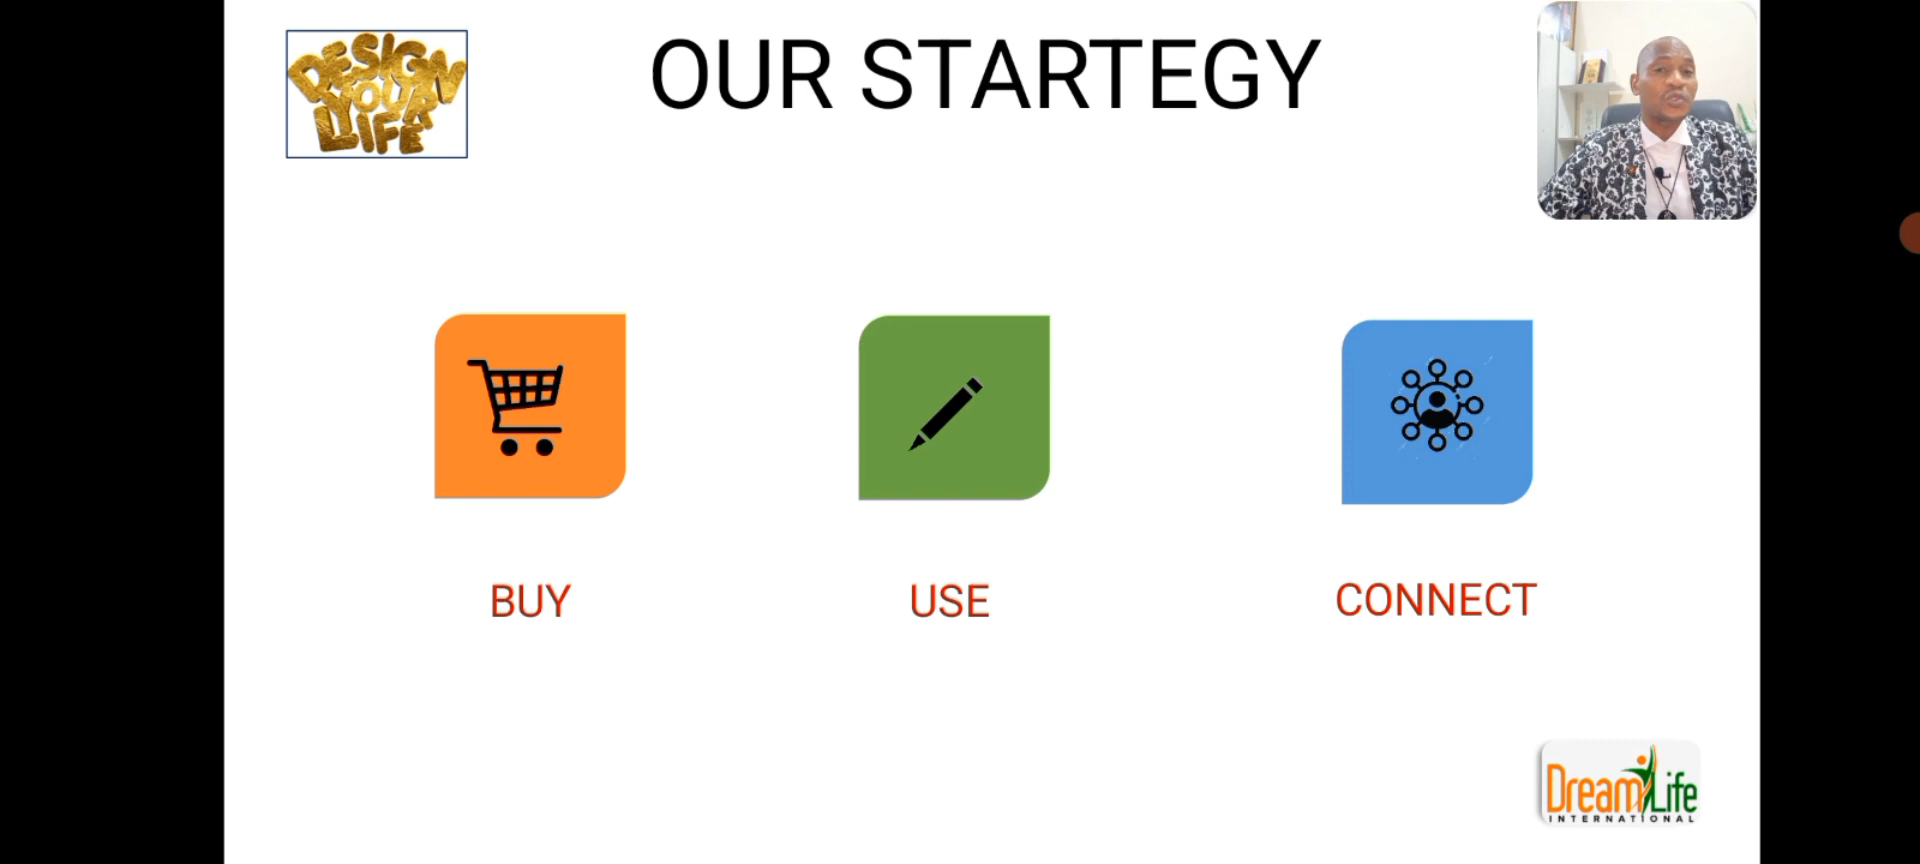 DESIGN
YOUR
LIFE
OUR STARTEGY
BUY
USE
CONNECT
DreamLife
INTERNATIONAL